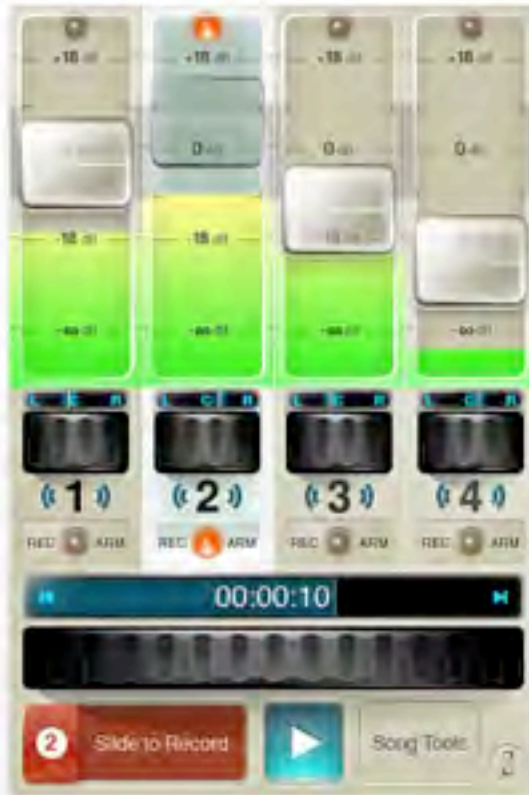 +18 dB +18 dB +18 dB +18 dB
0 dB 0 dB 0 dB
-18 dB -18 dB 18 dB
-∞ dB -∞ dB -∞ dB -∞ dB
L C R L C R L C R L C R
1 2 3 4
REC ARM REC ARM REC ARM REC ARM
00:00:10
2 Slide to Record Song Tools